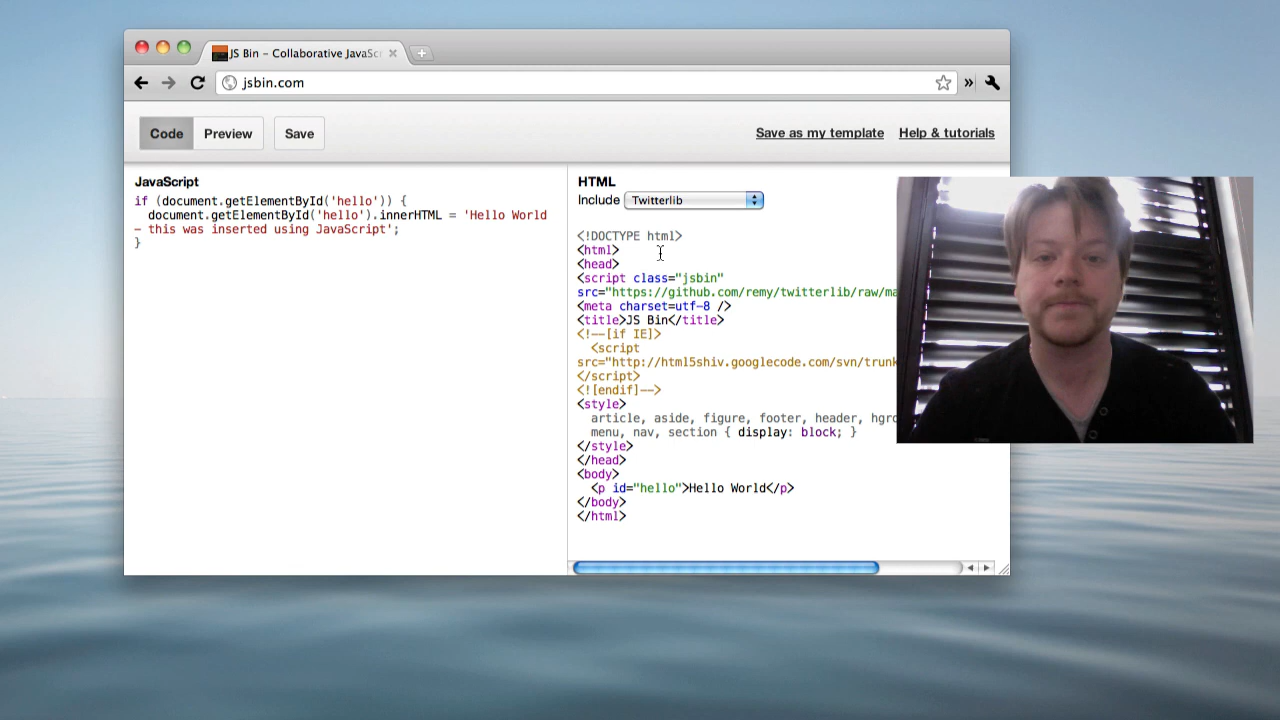 JS Bin – Collaborative JavaSc
jsbin.com
Code Preview Save Save as my template Help & tutorials
JavaScript
if (document.getElementById('hello')) {
document.getElementById('hello').innerHTML = 'Hello World
– this was inserted using JavaScript';
}
HTML
Include Twitterlib
<!DOCTYPE html>
<html>
<head>
<script class="jsbin"
src="https://github.com/remy/twitterlib/raw/ma
<meta charset=utf-8 />
<title>JS Bin</title>
<!--[if IE]>
<script
src="http://html5shiv.googlecode.com/svn/trunk
</script>
<![endif]-->
<style>
article, aside, figure, footer, header, hgro
menu, nav, section { display: block; }
</style>
</head>
<body>
<p id="hello">Hello World</p>
</body>
</html>